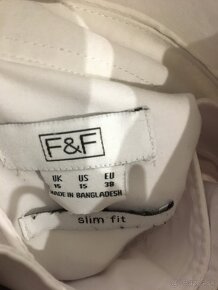 F&F
UK US EU
15 15 38
MADE IN BANGLADESH
slim fit